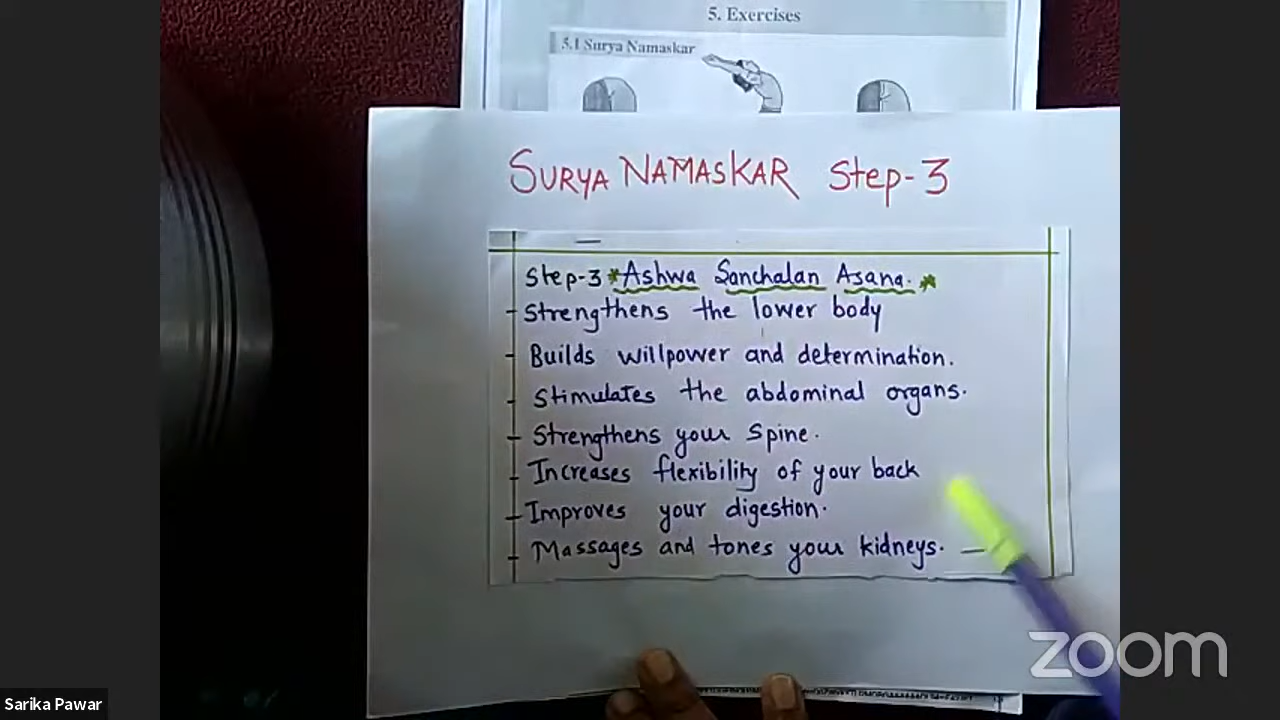 5. Exercises
5.1 Surya Namaskar
SURYA NAMASKAR Step-3
Step-3 *Ashwa Sanchalan Asana.*
- Strengthens the lower body
- Builds willpower and determination.
- Stimulates the abdominal organs.
- Strengthens your spine.
- Increases flexibility of your back
- Improves your digestion.
- Massages and tones your kidneys. —
zoom
Sarika Pawar